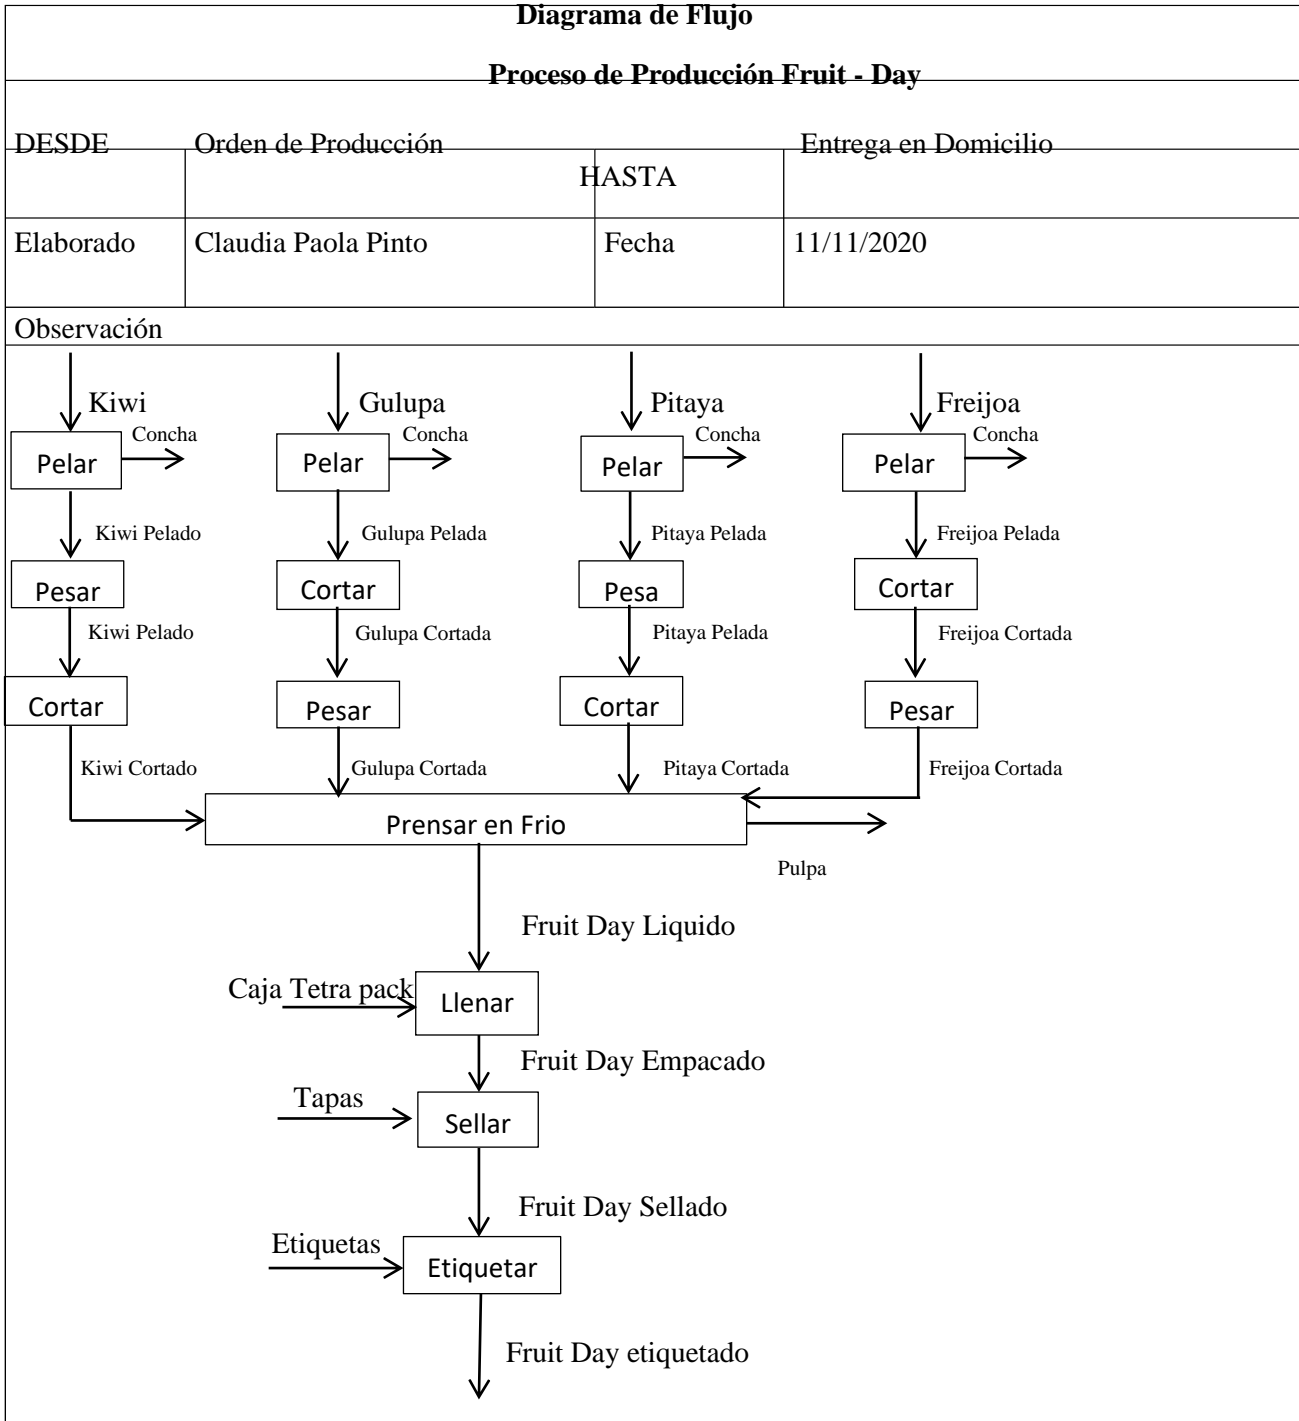 Diagrama de Flujo
Proceso de Producción Fruit - Day
DESDE Orden de Producción Entrega en Domicilio
HASTA
Elaborado Claudia Paola Pinto Fecha 11/11/2020
Observación
Kiwi Gulupa Pitaya Freijoa
Concha Concha Concha Concha
Pelar Pelar Pelar Pelar
Kiwi Pelado Gulupa Pelada Pitaya Pelada Freijoa Pelada
Pesar Cortar Pesa Cortar
Kiwi Pelado Gulupa Cortada Pitaya Pelada Freijoa Cortada
Cortar Pesar Cortar Pesar
Kiwi Cortado Gulupa Cortada Pitaya Cortada Freijoa Cortada
Prensar en Frio
Pulpa
Fruit Day Liquido
Caja Tetra pack Llenar
Fruit Day Empacado
Tapas
Sellar
Fruit Day Sellado
Etiquetas
Etiquetar
Fruit Day etiquetado